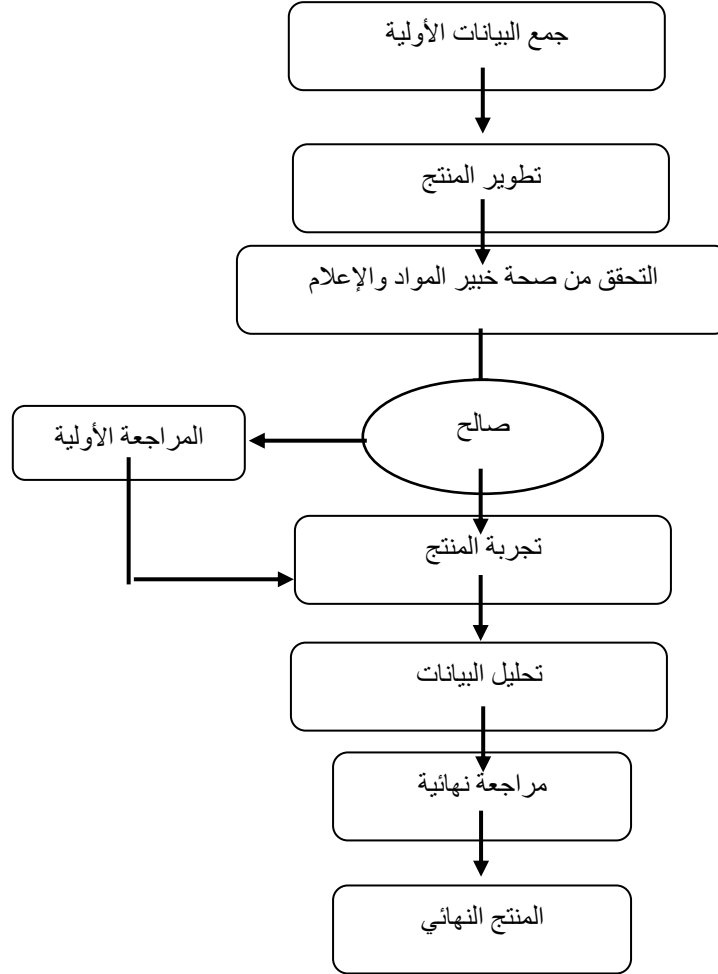 جمع البيانات الأولية
تطوير المنتج
التحقق من صحة خبير المواد والإعلام
صالح
المراجعة الأولية
تجربة المنتج
تحليل البيانات
مراجعة نهائية
المنتج النهائي